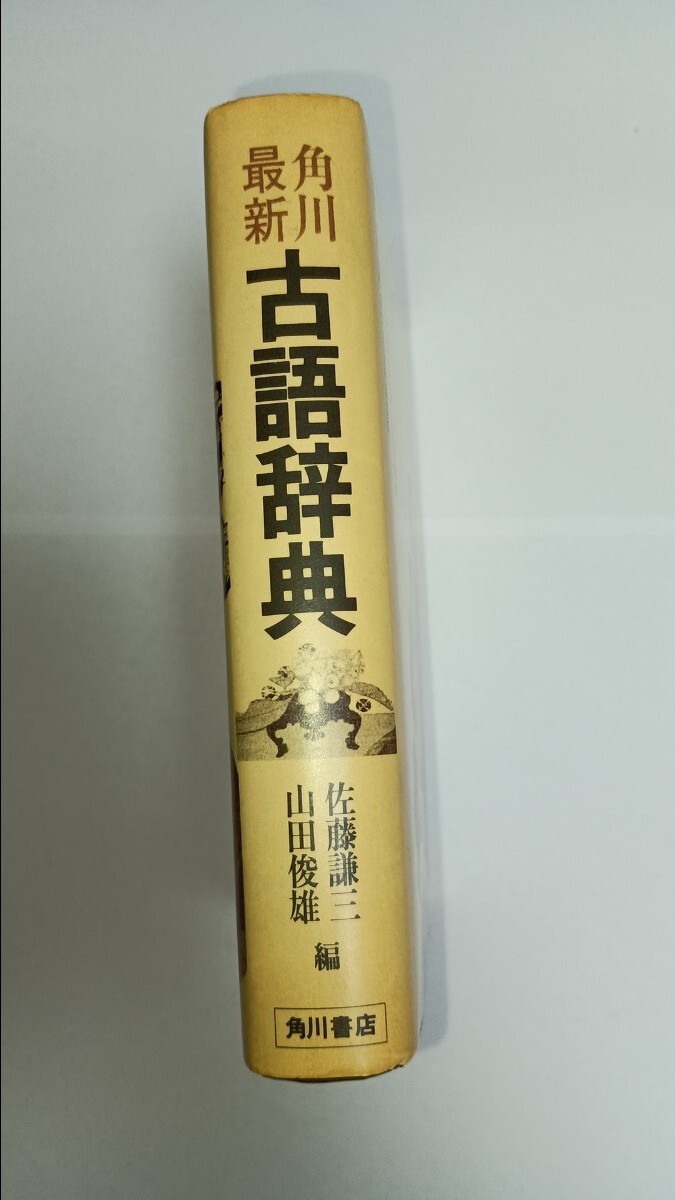 角川
最新
古語辞典
佐藤謙三
山田俊雄
編
角川書店